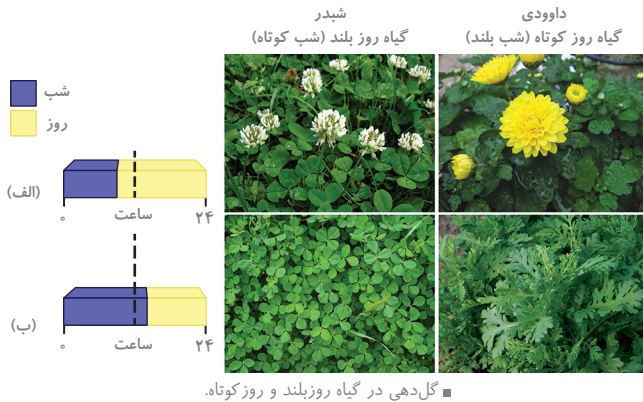 داوودی
گیاه روز کوتاه (شب بلند)
شبدر
گیاه روز بلند (شب کوتاه)
شب
روز
(الف)
۰ ساعت ۲۴
(ب)
۰ ساعت ۲۴
گل‌دهی در گیاه روزبلند و روزکوتاه.